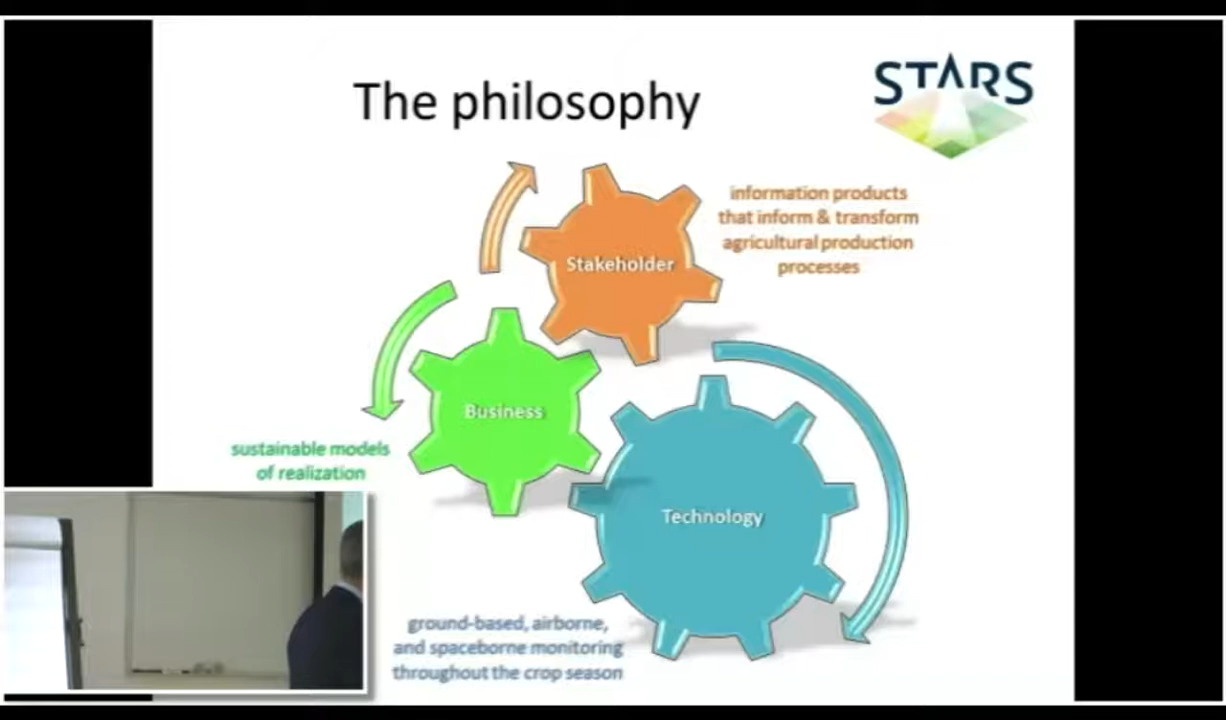 The philosophy
STARS
information products
that inform & transform
agricultural production
processes
Stakeholder
Business
sustainable models
of realization
Technology
ground-based, airborne,
and spaceborne monitoring
throughout the crop season